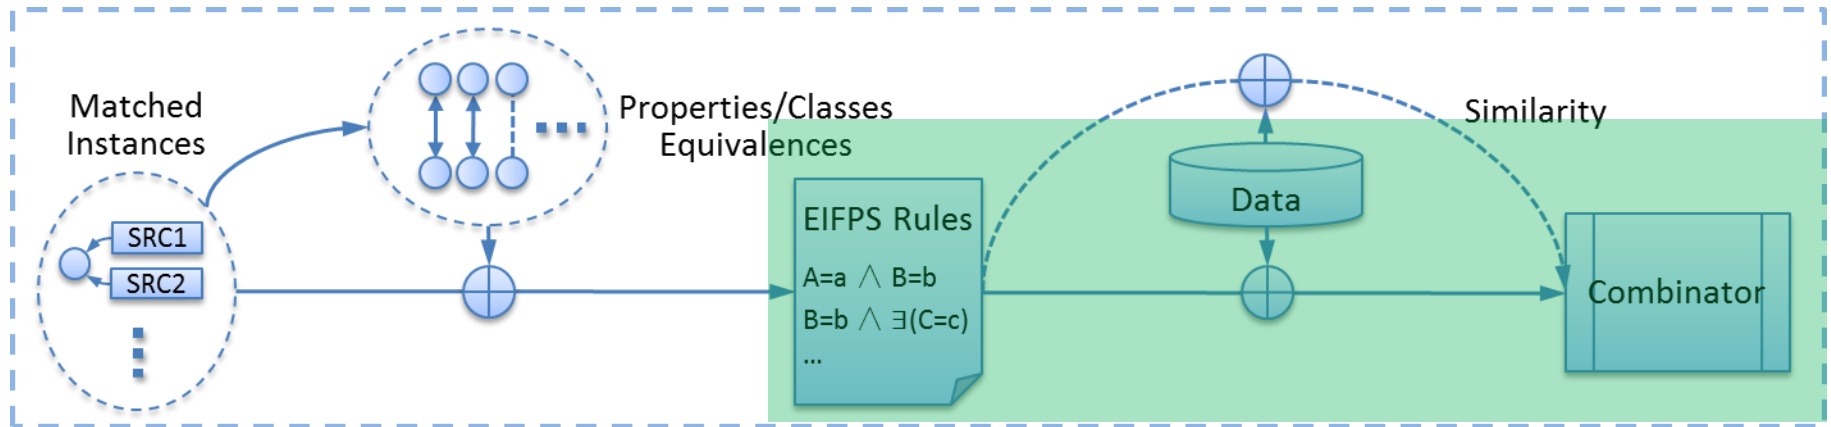 Matched
Instances
SRC1
SRC2
Properties/Classes
Equivalences
EIFPS Rules
A=a ∧ B=b
B=b ∧ ∃(C=c)
...
Data
Similarity
Combinator